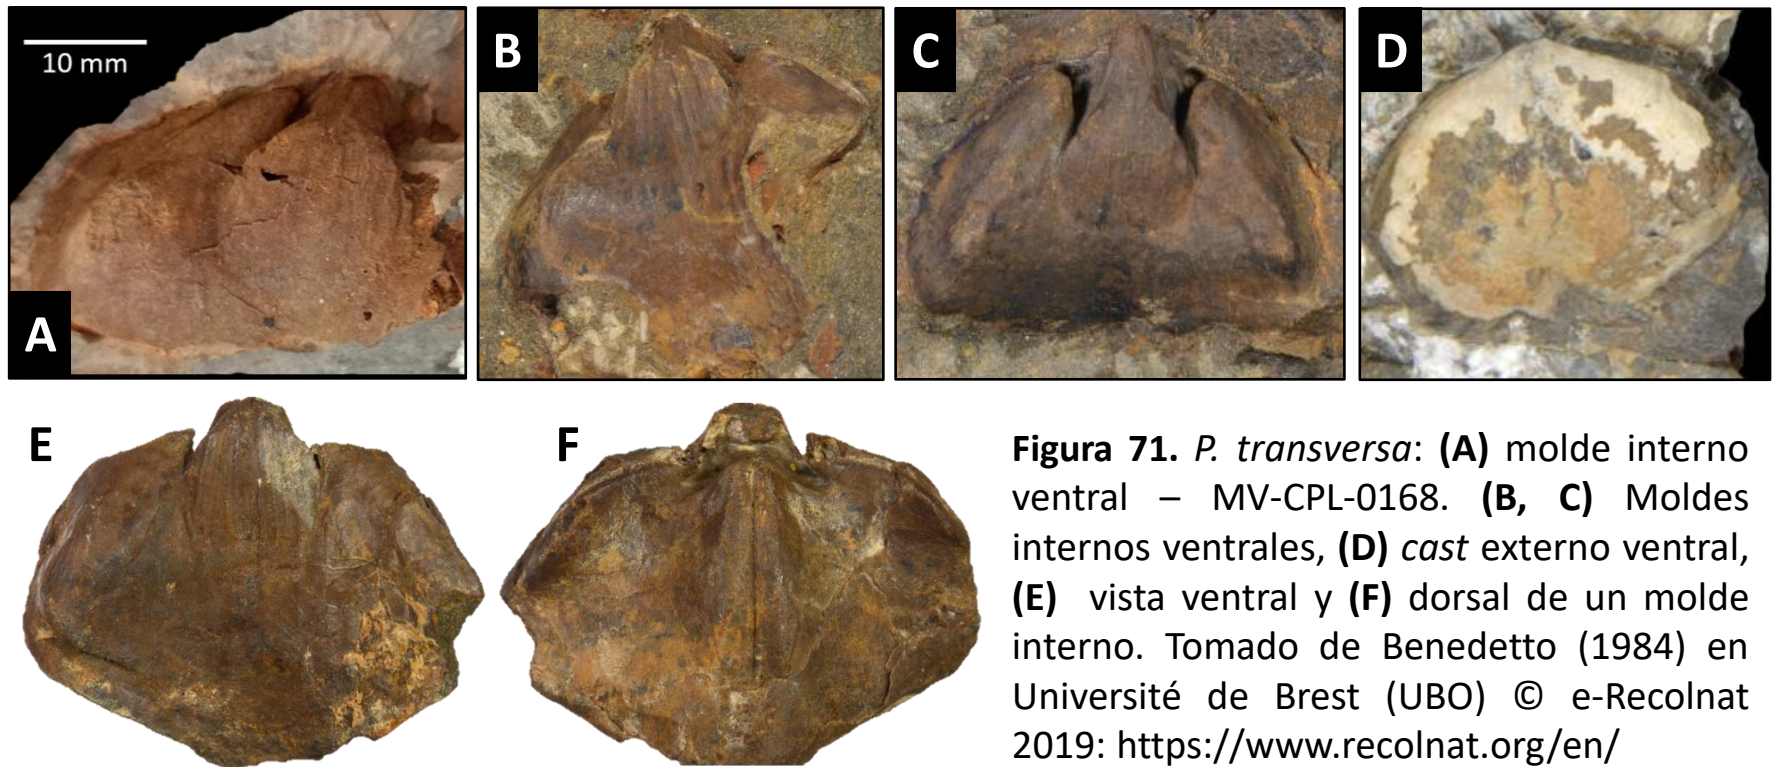 10 mm
A
B
C
D
E
F
Figura 71. P. transversa: (A) molde interno
ventral – MV-CPL-0168. (B, C) Moldes
internos ventrales, (D) cast externo ventral,
(E) vista ventral y (F) dorsal de un molde
interno. Tomado de Benedetto (1984) en
Université de Brest (UBO) © e-Recolnat
2019: https://www.recolnat.org/en/